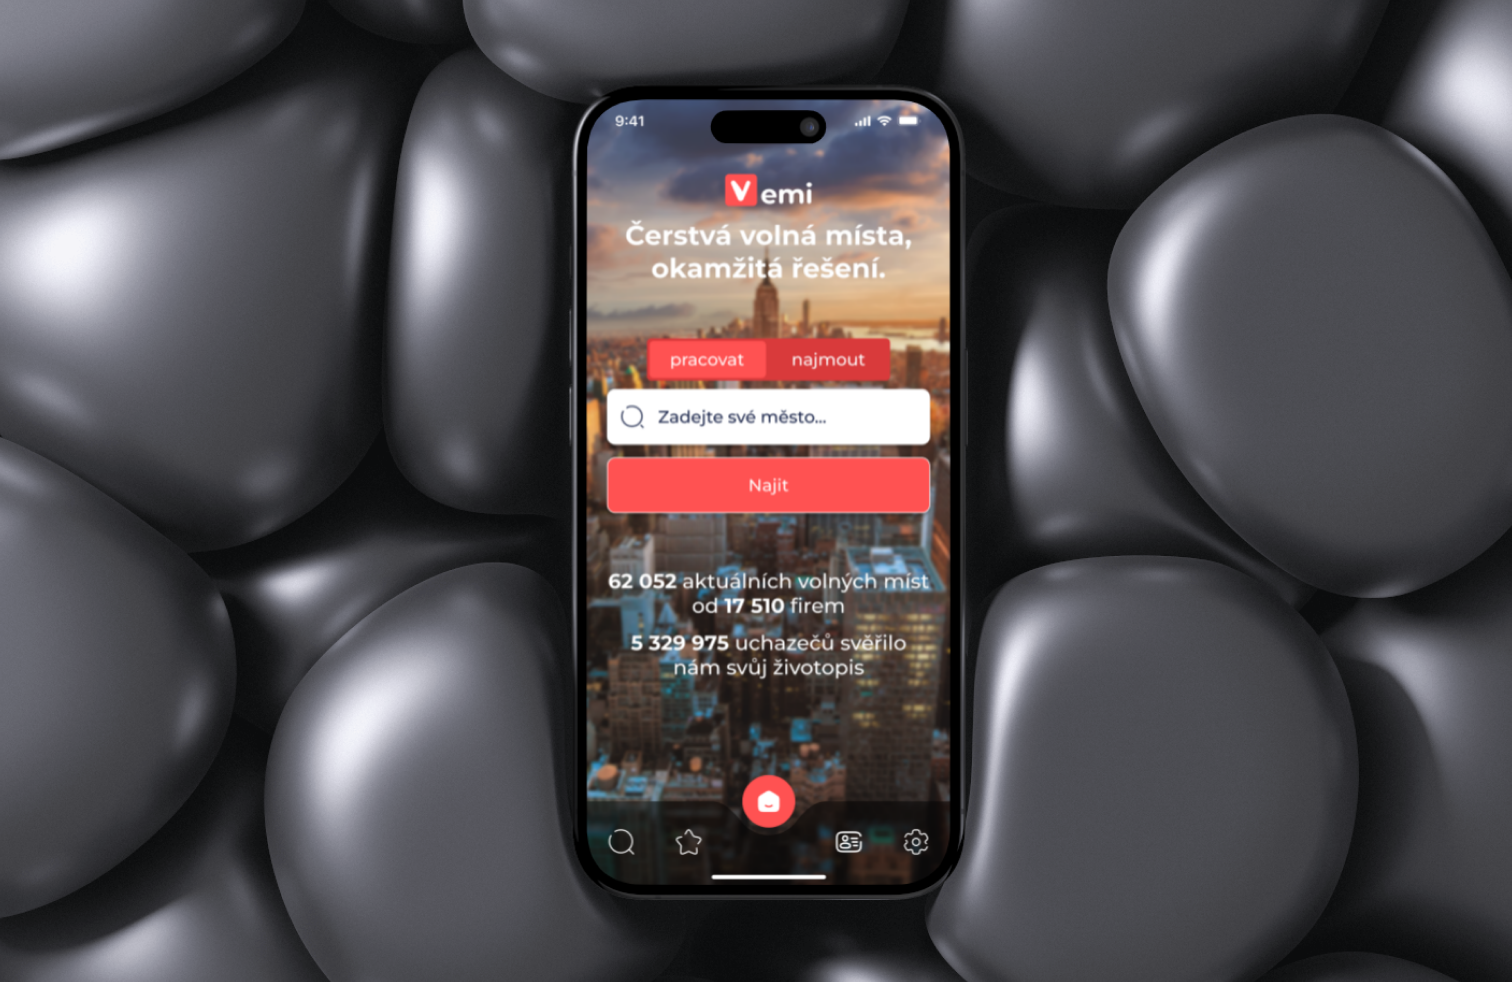 9:41
Vemi
Čerstvá volná místa,
okamžitá řešení.
pracovat najmout
Zadejte své město...
Najit
62 052 aktuálních volných míst
od 17 510 firem
5 329 975 uchazečů svěřilo
nám svůj životopis